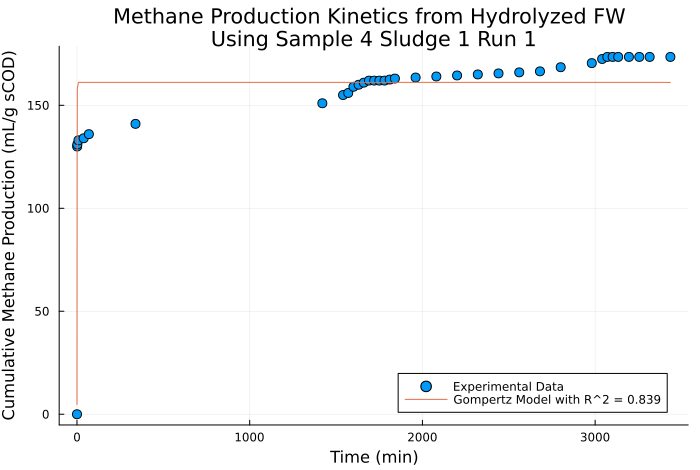 Methane Production Kinetics from Hydrolyzed FW
Using Sample 4 Sludge 1 Run 1
Cumulative Methane Production (mL/g sCOD)
150
100
50
0
0
1000
2000
3000
Time (min)
Experimental Data
Gompertz Model with R^2 = 0.839